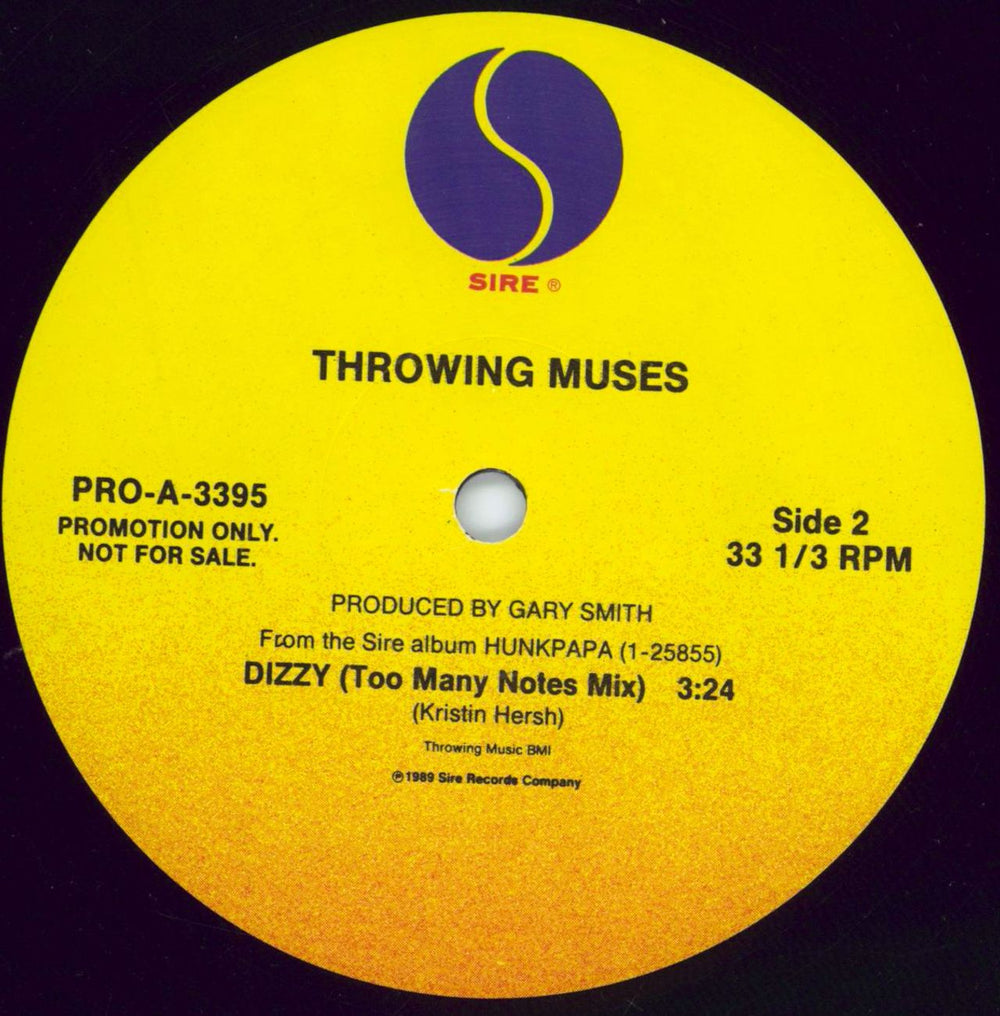 SIRE ®
THROWING MUSES
PRO-A-3395
PROMOTION ONLY.
NOT FOR SALE.
Side 2
33 1/3 RPM
PRODUCED BY GARY SMITH
From the Sire album HUNKPAPA (1-25855)
DIZZY (Too Many Notes Mix) 3:24
(Kristin Hersh)
Throwing Music BMI
℗1989 Sire Records Company